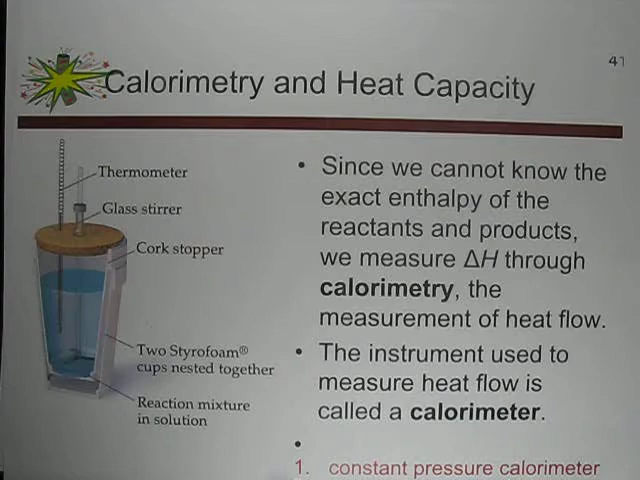 41
Calorimetry and Heat Capacity
Thermometer
Glass stirrer
Cork stopper
Two Styrofoam®
cups nested together
Reaction mixture
in solution
• Since we cannot know the
exact enthalpy of the
reactants and products,
we measure ΔH through
calorimetry, the
measurement of heat flow.
• The instrument used to
measure heat flow is
called a calorimeter.
•
1. constant pressure calorimeter